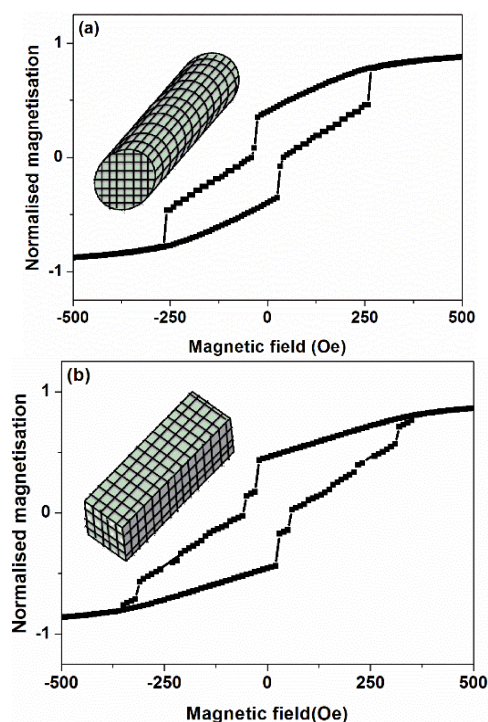 (a)
1
0
-1
Normalised magnetisation
-500
-250
0
250
500
Magnetic field (Oe)
(b)
1
0
-1
Normalised magnetisation
-500
-250
0
250
500
Magnetic field(Oe)